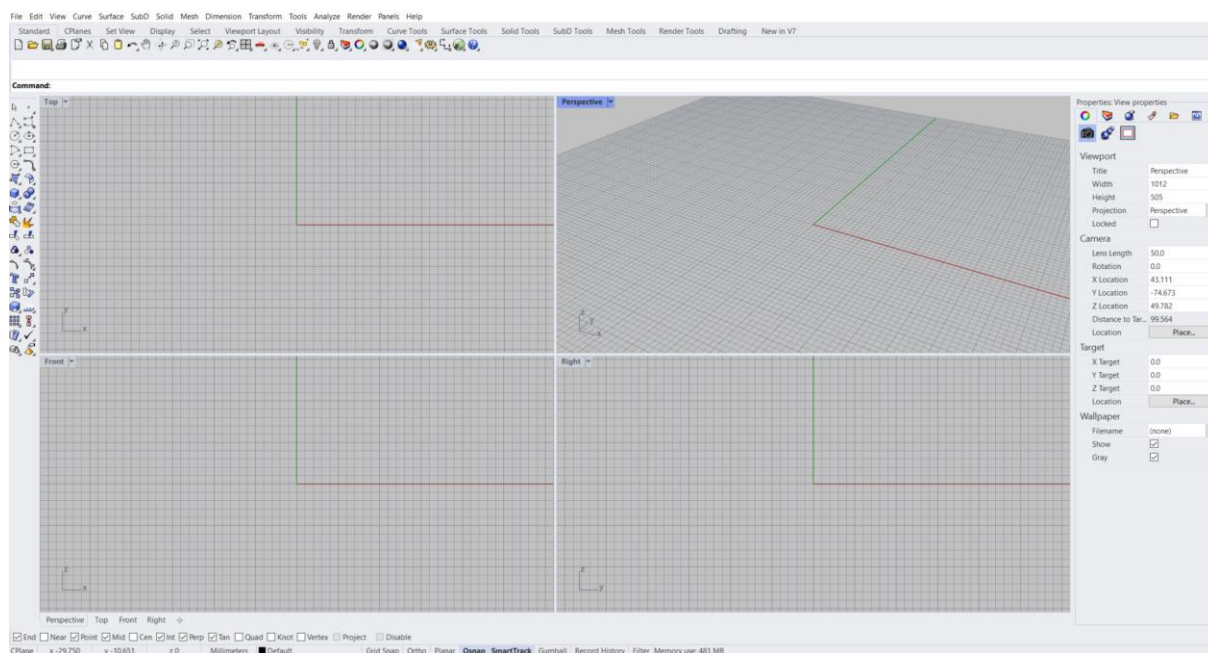 File Edit View Curve Surface SubD Solid Mesh Dimension Transform Tools Analyze Render Panels Help
Standard CPlanes Set View Display Select Viewport Layout Visibility Transform Curve Tools Surface Tools Solid Tools SubD Tools Mesh Tools Render Tools Drafting New in V7
Command:
Top
Perspective
Properties: View properties
Viewport
Title Perspective
Width 1012
Height 505
Projection Perspective
Locked
Camera
Lens Length 50.0
Rotation 0.0
X Location 43.111
Y Location -74.673
Z Location 49.782
Distance to Tar... 99.564
Location Place...
Target
X Target 0.0
Y Target 0.0
Z Target 0.0
Location Place...
Wallpaper
Filename (none)
Show
Gray
y
x
z
y
x
Front
Right
z
x
z
y
Perspective Top Front Right
End Near Point Mid Cen Int Perp Tan Quad Knot Vertex Project Disable
CPlane x -29.750 y -10.651 z 0 Millimeters Default Grid Snap Ortho Planar Osnap SmartTrack Gumball Record History Filter Memory use: 481 MB